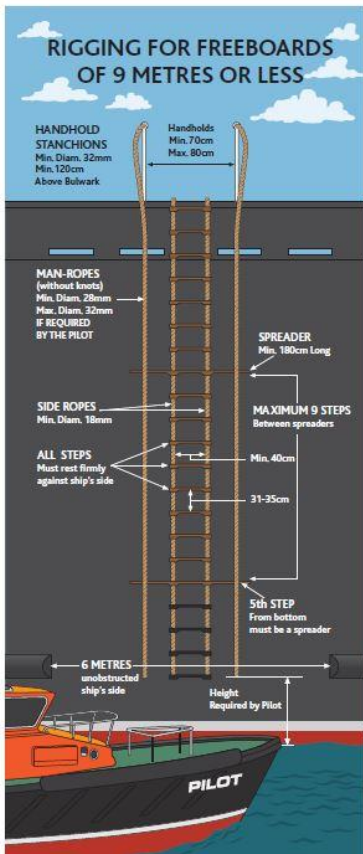 RIGGING FOR FREEBOARDS
OF 9 METRES OR LESS
HANDHOLD
STANCHIONS
Min. Diam. 32mm
Min. 120cm
Above Bulwark
Handholds
Min. 70cm
Max. 80cm
MAN-ROPES
(without knots)
Min. Diam. 28mm
Max. Diam. 32mm
IF REQUIRED
BY THE PILOT
SPREADER
Min. 180cm Long
SIDE ROPES
Min. Diam. 18mm
MAXIMUM 9 STEPS
Between spreaders
ALL STEPS
Must rest firmly
against ship's side
Min. 40cm
31-35cm
5th STEP
From bottom
must be a spreader
6 METRES
unobstructed
ship's side
Height
Required by Pilot
PILOT